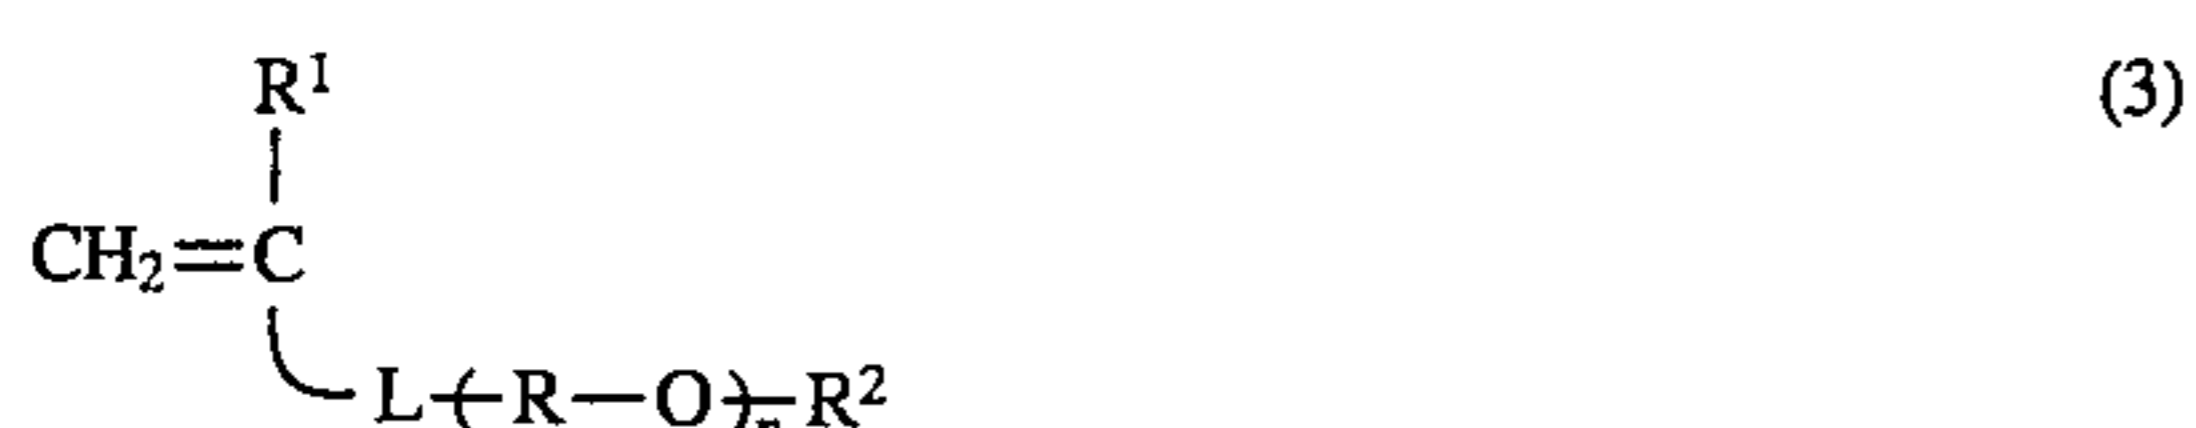 R¹ (3)
CH₂=C
L-(R-O)-R²